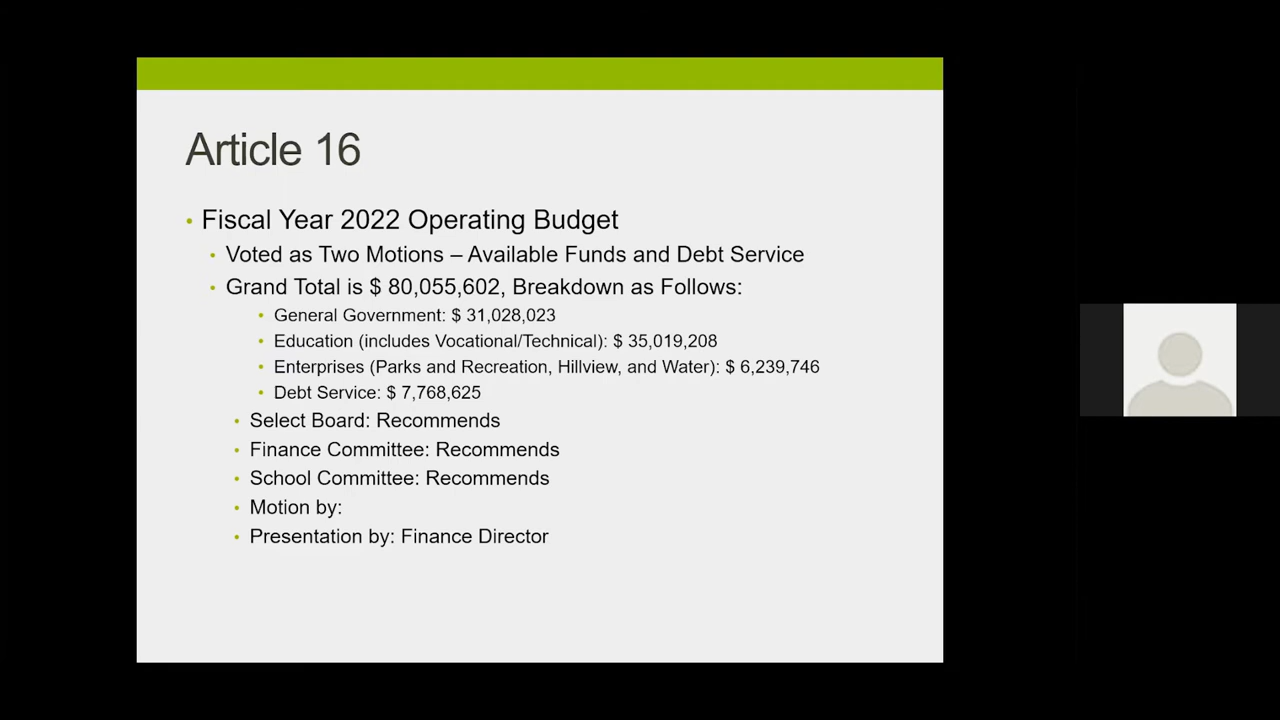 Article 16
• Fiscal Year 2022 Operating Budget
• Voted as Two Motions – Available Funds and Debt Service
• Grand Total is $ 80,055,602, Breakdown as Follows:
• General Government: $ 31,028,023
• Education (includes Vocational/Technical): $ 35,019,208
• Enterprises (Parks and Recreation, Hillview, and Water): $ 6,239,746
• Debt Service: $ 7,768,625
• Select Board: Recommends
• Finance Committee: Recommends
• School Committee: Recommends
• Motion by:
• Presentation by: Finance Director